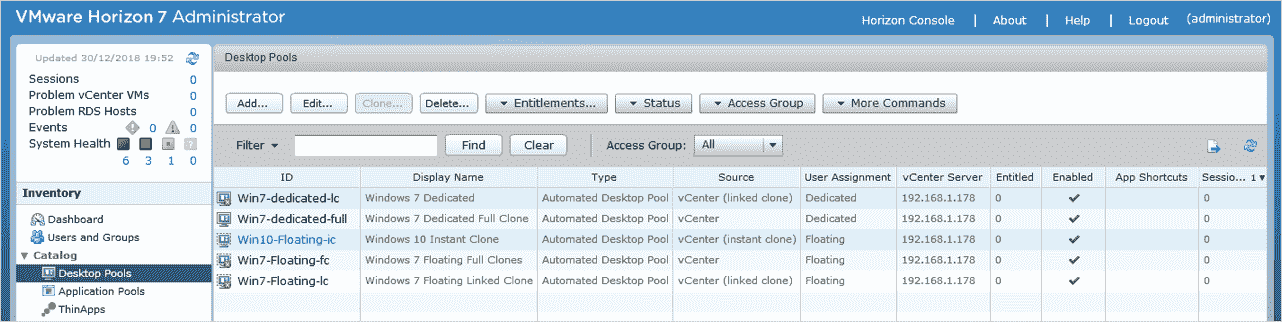 VMware Horizon 7 Administrator
Horizon Console | About | Help | Logout (administrator)
Updated 30/12/2018 19:52
Sessions 0
Problem vCenter VMs 0
Problem RDS Hosts 0
Events 0 0
System Health
6 3 1 0
Inventory
Dashboard
Users and Groups
Catalog
Desktop Pools
Application Pools
ThinApps
Desktop Pools
Add... Edit... Clone... Delete... Entitlements... Status Access Group More Commands
Filter Find Clear Access Group: All
ID Display Name Type Source User Assignment vCenter Server Entitled Enabled App Shortcuts Sessio... 1
Win7-dedicated-lc Windows 7 Dedicated Automated Desktop Pool vCenter (linked clone) Dedicated 192.168.1.178 0 0
Win7-dedicated-full Windows 7 Dedicated Full Clone Automated Desktop Pool vCenter Dedicated 192.168.1.178 0 0
Win10-Floating-ic Windows 10 Instant Clone Automated Desktop Pool vCenter (instant clone) Floating 192.168.1.178 0 0
Win7-Floating-fc Windows 7 Floating Full Clones Automated Desktop Pool vCenter Floating 192.168.1.178 0 0
Win7-Floating-lc Windows 7 Floating Linked Clone Automated Desktop Pool vCenter (linked clone) Floating 192.168.1.178 0 0